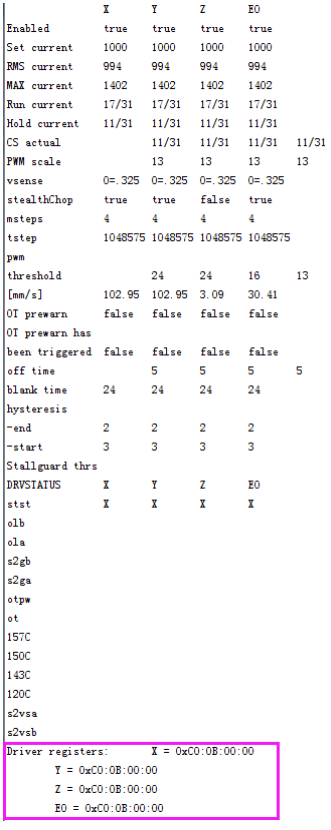 X Y Z E0
Enabled true true true true
Set current 1000 1000 1000 1000
RMS current 994 994 994 994
MAX current 1402 1402 1402 1402
Run current 17/31 17/31 17/31 17/31
Hold current 11/31 11/31 11/31 11/31
CS actual 11/31 11/31 11/31 11/31
PWM scale 13 13 13 13
vsense 0=.325 0=.325 0=.325 0=.325
stealthChop true true false true
msteps 4 4 4 4
tstep 1048575 1048575 1048575 1048575
pwm
threshold 24 24 16 13
[mm/s] 102.95 102.95 3.09 30.41
OT prewarn false false false false
OT prewarn has
been triggered false false false false
off time 5 5 5 5
blank time 24 24 24 24
hysteresis
-end 2 2 2 2
-start 3 3 3 3
Stallguard thrs
DRVSTATUS X Y Z E0
stst X X X X
olb
ola
s2gb
s2ga
otpw
ot
157C
150C
143C
120C
s2vsa
s2vsb
Driver registers: X = 0xC0:0B:00:00
Y = 0xC0:0B:00:00
Z = 0xC0:0B:00:00
E0 = 0xC0:0B:00:00